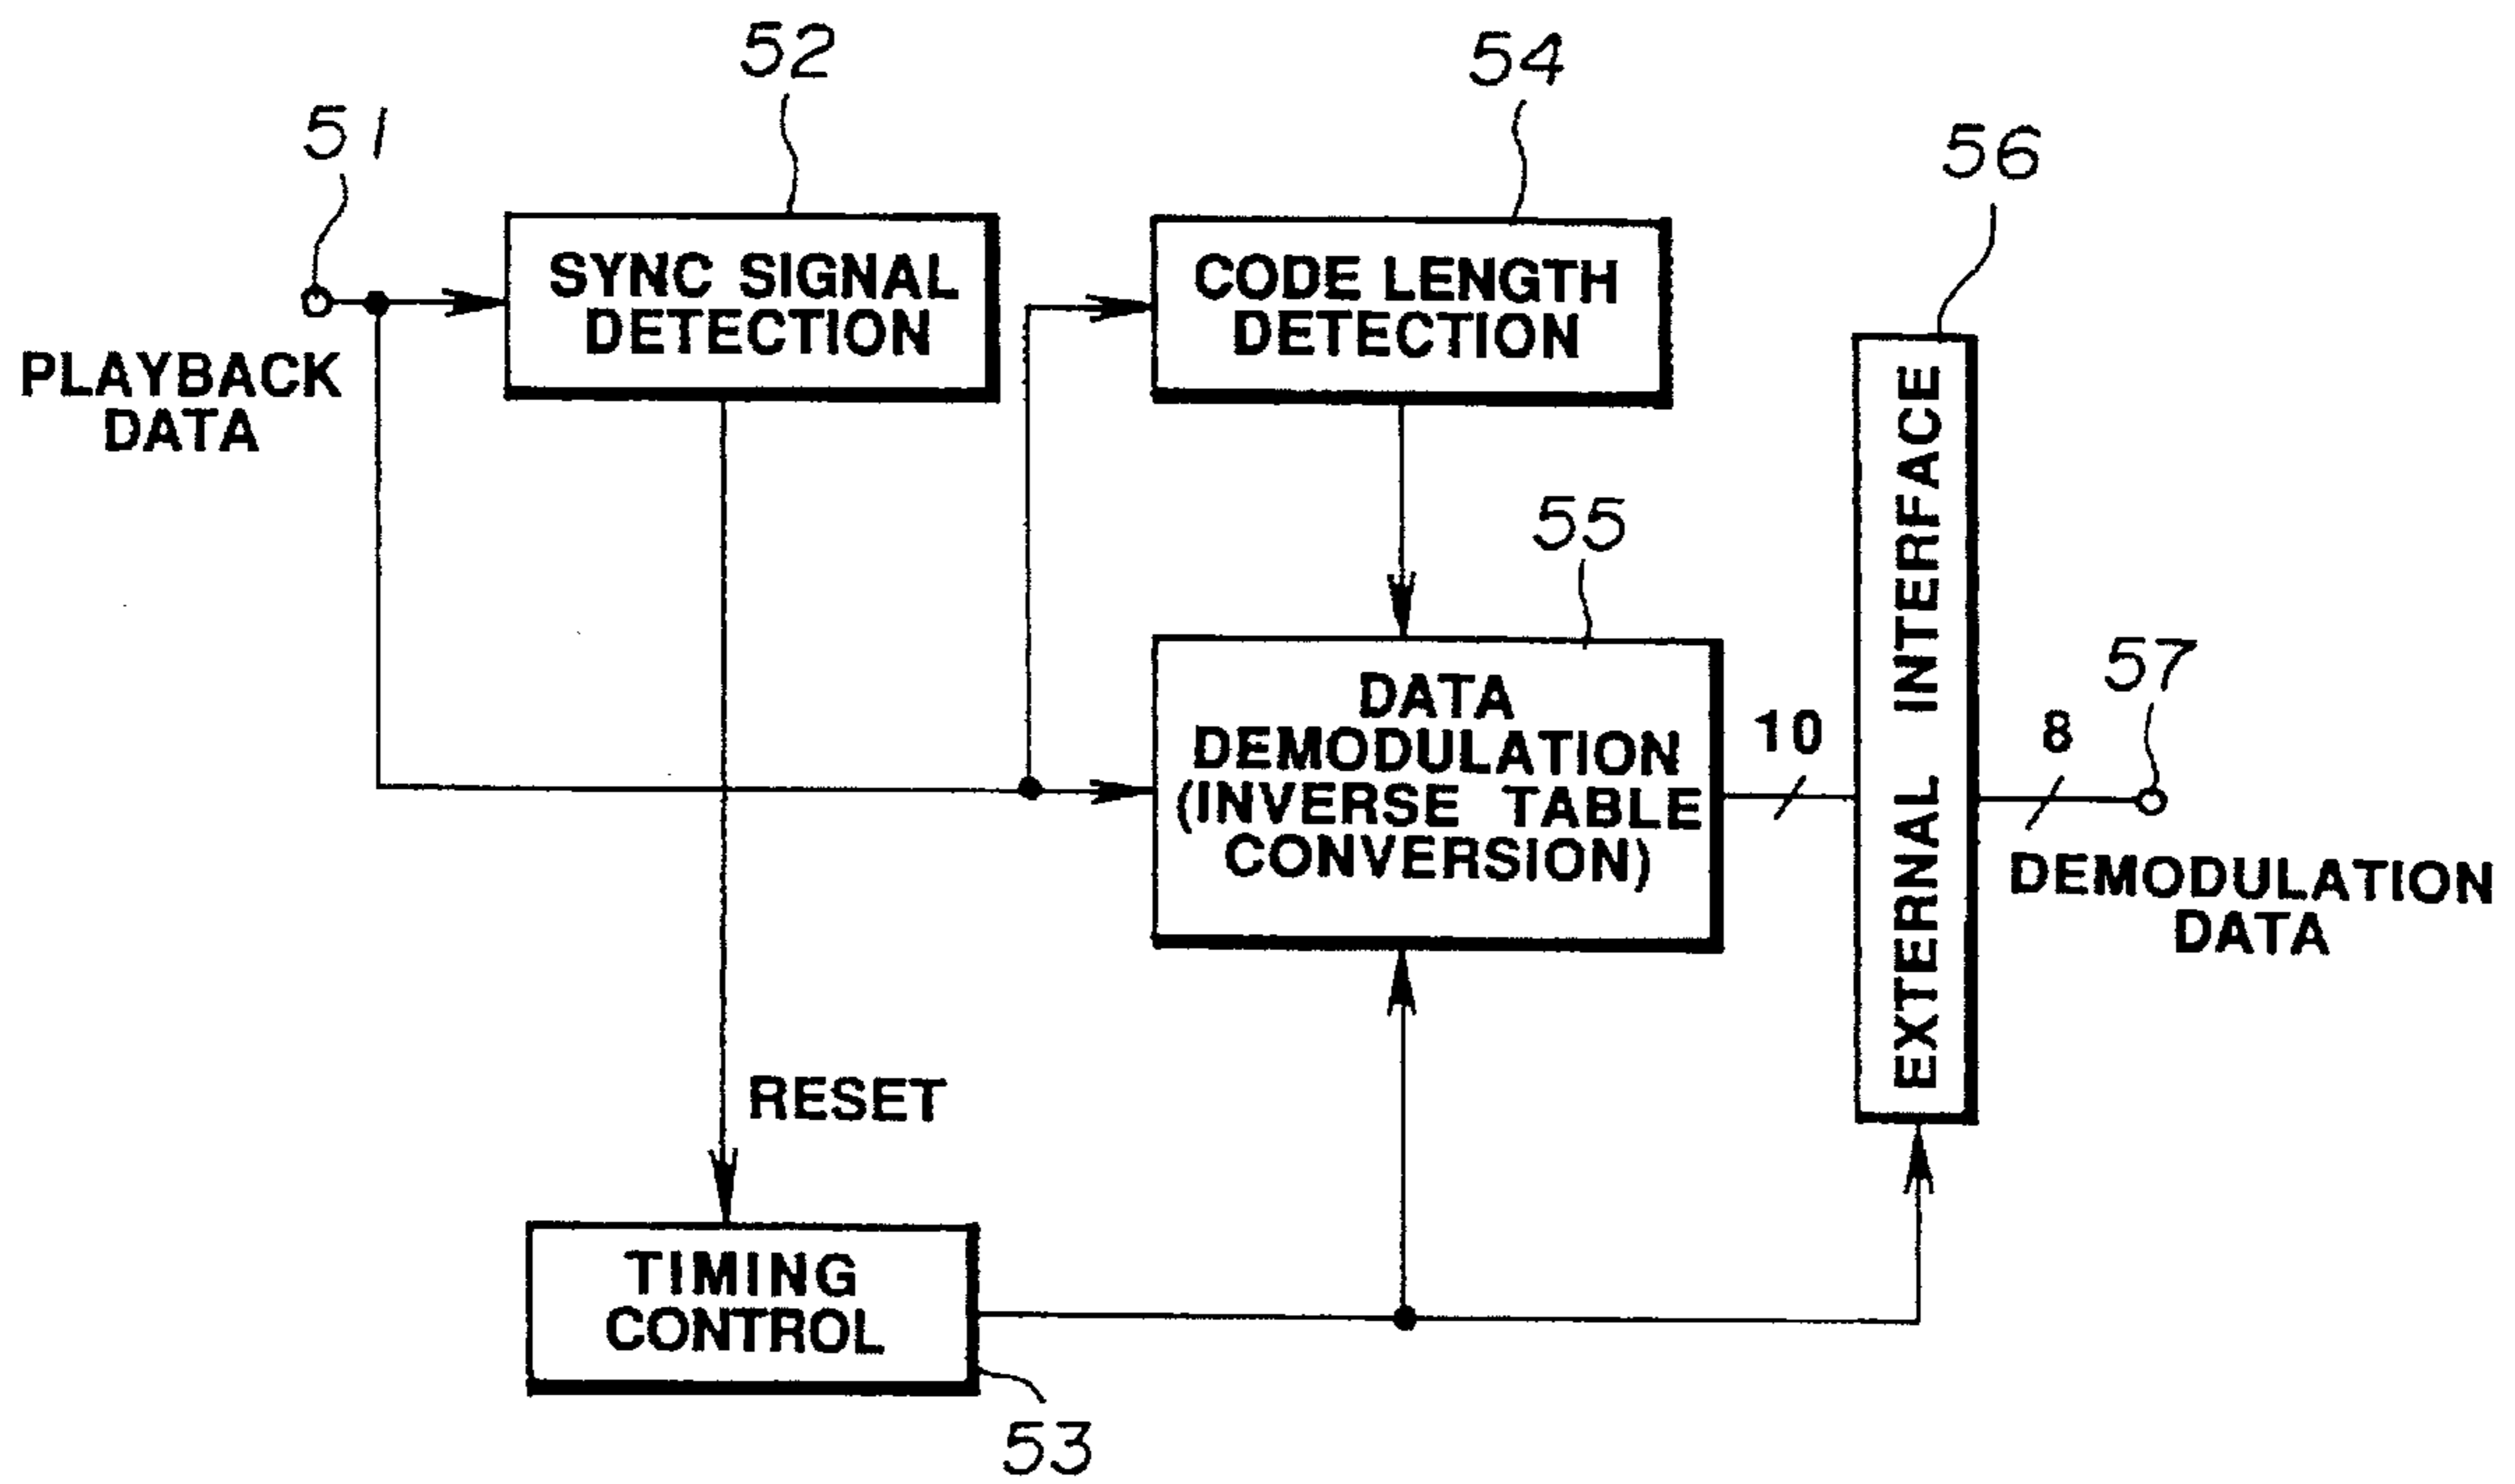 52
54
51
56
SYNC SIGNAL
DETECTION
CODE LENGTH
DETECTION
PLAYBACK
DATA
EXTERNAL INTERFACE
55
57
DATA
DEMODULATION
(INVERSE TABLE
CONVERSION)
10
8
DEMODULATION
DATA
RESET
TIMING
CONTROL
53